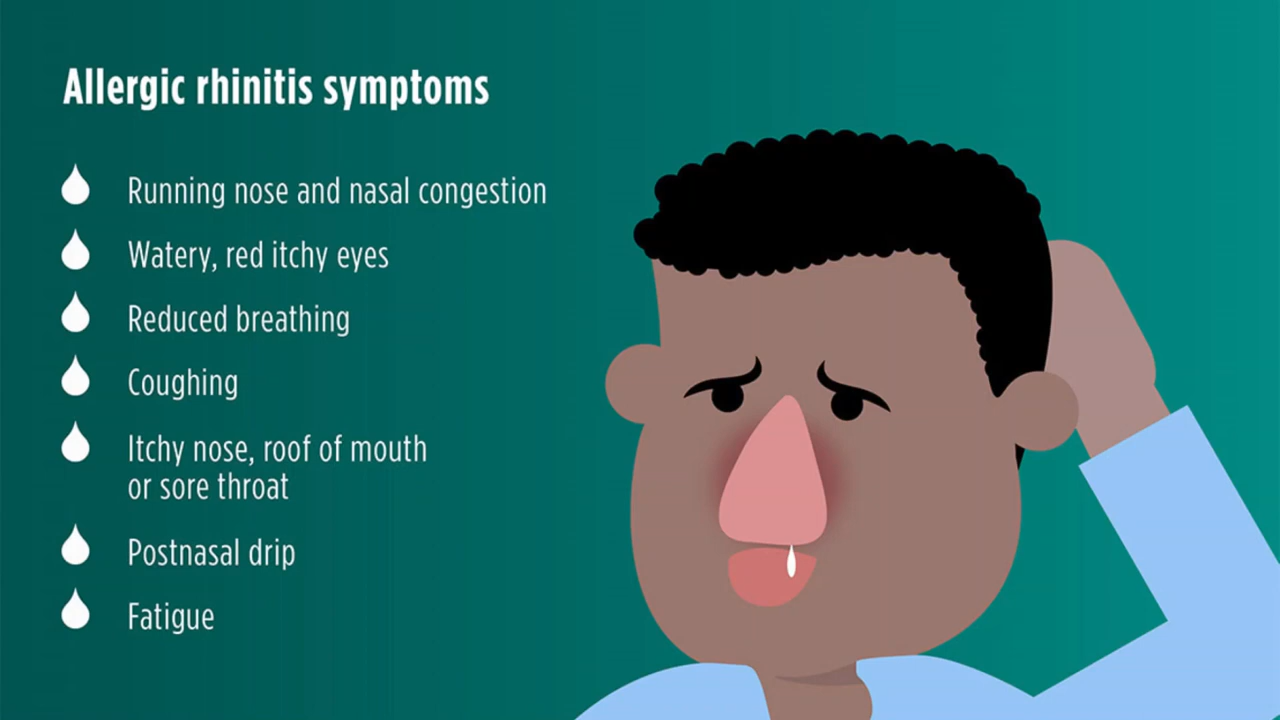 Allergic rhinitis symptoms
Running nose and nasal congestion
Watery, red itchy eyes
Reduced breathing
Coughing
Itchy nose, roof of mouth
or sore throat
Postnasal drip
Fatigue